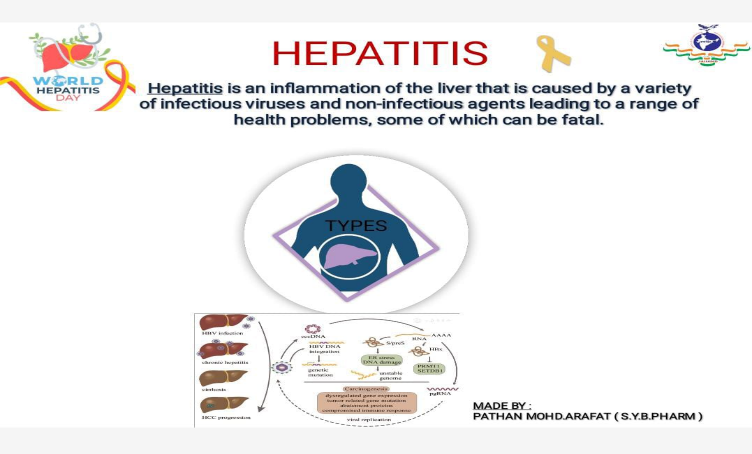 HEPATITIS
WORLD
HEPATITIS
DAY
Hepatitis is an inflammation of the liver that is caused by a variety
of infectious viruses and non-infectious agents leading to a range of
health problems, some of which can be fatal.
TYPES
HBV infection
chronic hepatitis
cirrhosis
HCC progression
cccDNA
HBV DNA
integration
genetic
mutation
S/preS
ER stress
DNA damage
unstable
genome
RNA
AAAA
HBx
PRMT1
SETDB1
pgRNA
Carcinogenesis
dysregulated gene expression
tumor related gene mutation
abnormal proteins
compromised immune response
viral replication
MADE BY :
PATHAN MOHD.ARAFAT ( S.Y.B.PHARM )